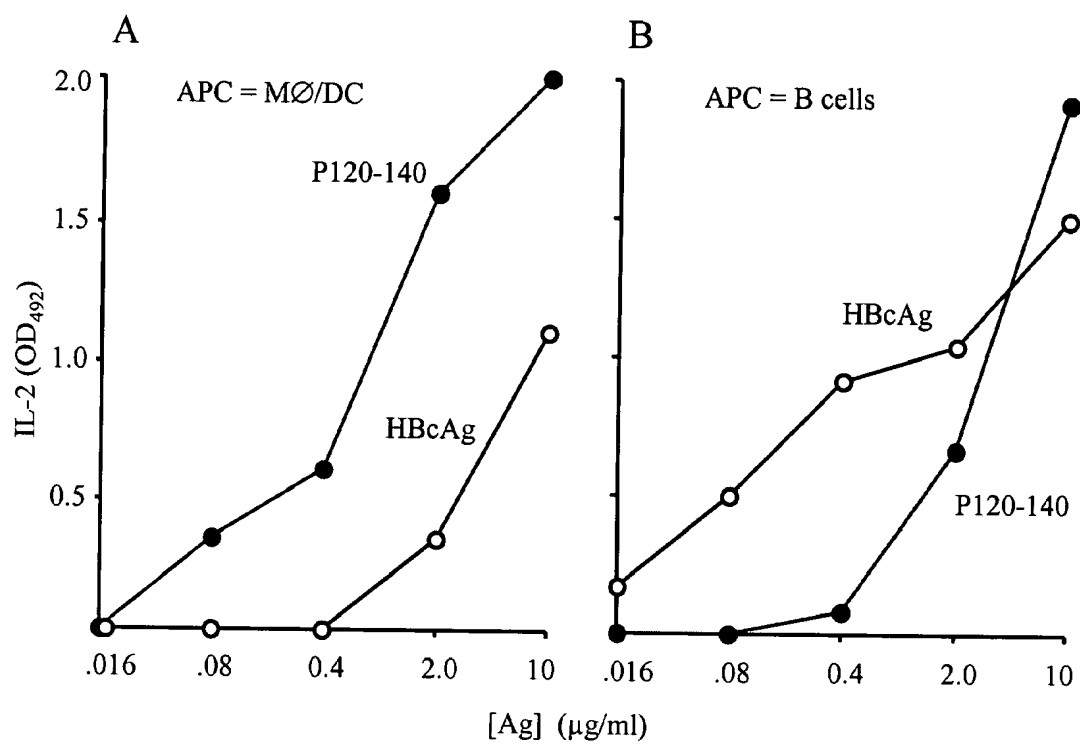 A
APC = MØ/DC
P120-140
HBcAg
2.0
1.5
1.0
0.5
IL-2 (OD492)
.016 .08 0.4 2.0 10
B
APC = B cells
HBcAg
P120-140
.016 .08 0.4 2.0 10
[Ag] (µg/ml)